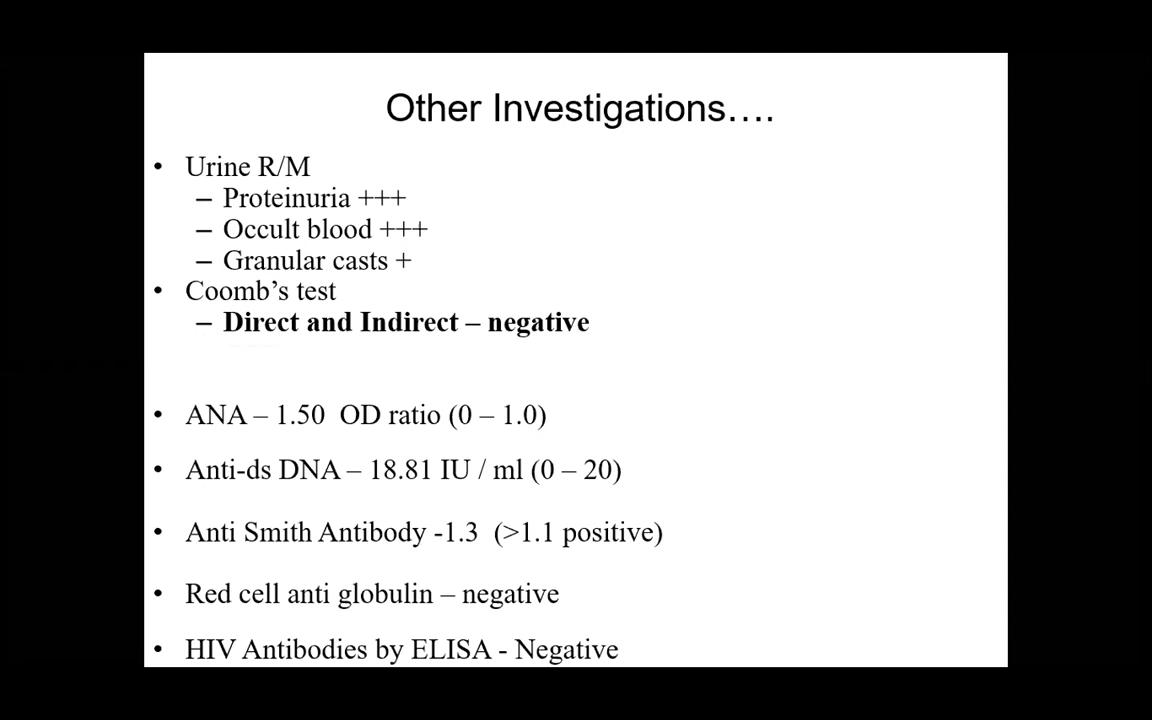 Other Investigations….
• Urine R/M
– Proteinuria +++
– Occult blood +++
– Granular casts +
• Coomb’s test
– Direct and Indirect – negative
• ANA – 1.50 OD ratio (0 – 1.0)
• Anti-ds DNA – 18.81 IU / ml (0 – 20)
• Anti Smith Antibody -1.3 (>1.1 positive)
• Red cell anti globulin – negative
• HIV Antibodies by ELISA - Negative